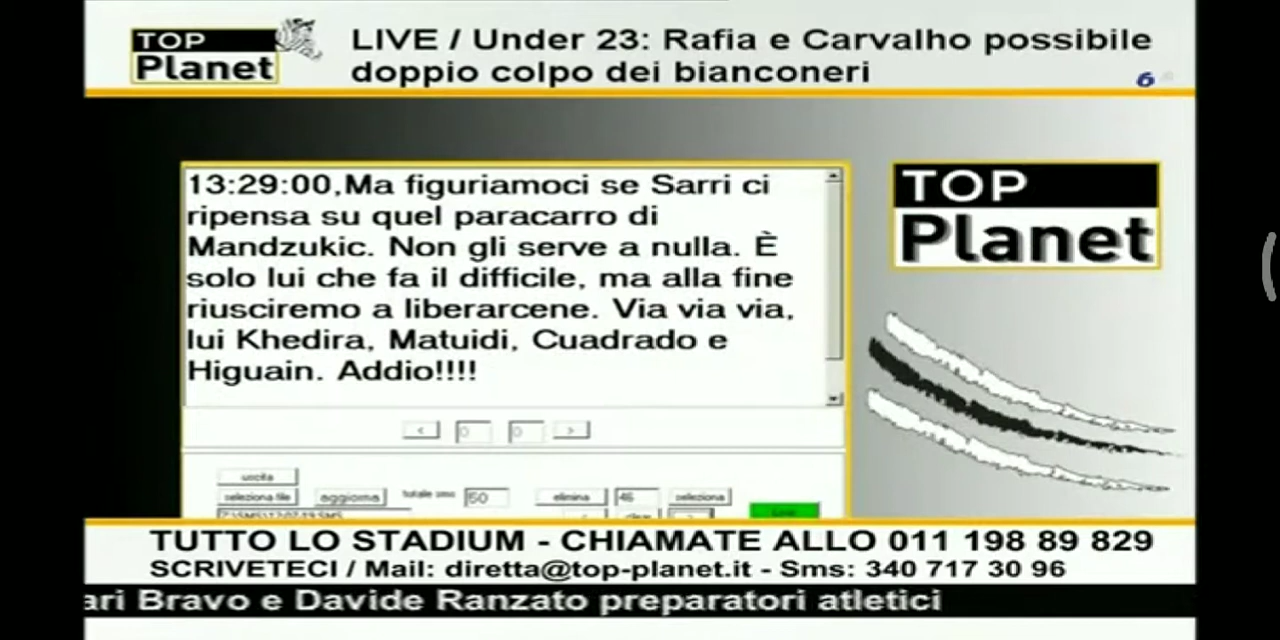 TOP
Planet
LIVE / Under 23: Rafia e Carvalho possibile
doppio colpo dei bianconeri
6
13:29:00,Ma figuriamoci se Sarri ci
ripensa su quel paracarro di
Mandzukic. Non gli serve a nulla. È
solo lui che fa il difficile, ma alla fine
riusciremo a liberarcene. Via via via,
lui Khedira, Matuidi, Cuadrado e
Higuain. Addio!!!!
TOP
Planet
< 0 0 >
uscita
seleziona file aggiorna totale sms 50 elimina 46 seleziona
TUTTO LO STADIUM - CHIAMATE ALLO 011 198 89 829
SCRIVETECI / Mail: diretta@top-planet.it - Sms: 340 717 30 96
ari Bravo e Davide Ranzato preparatori atletici